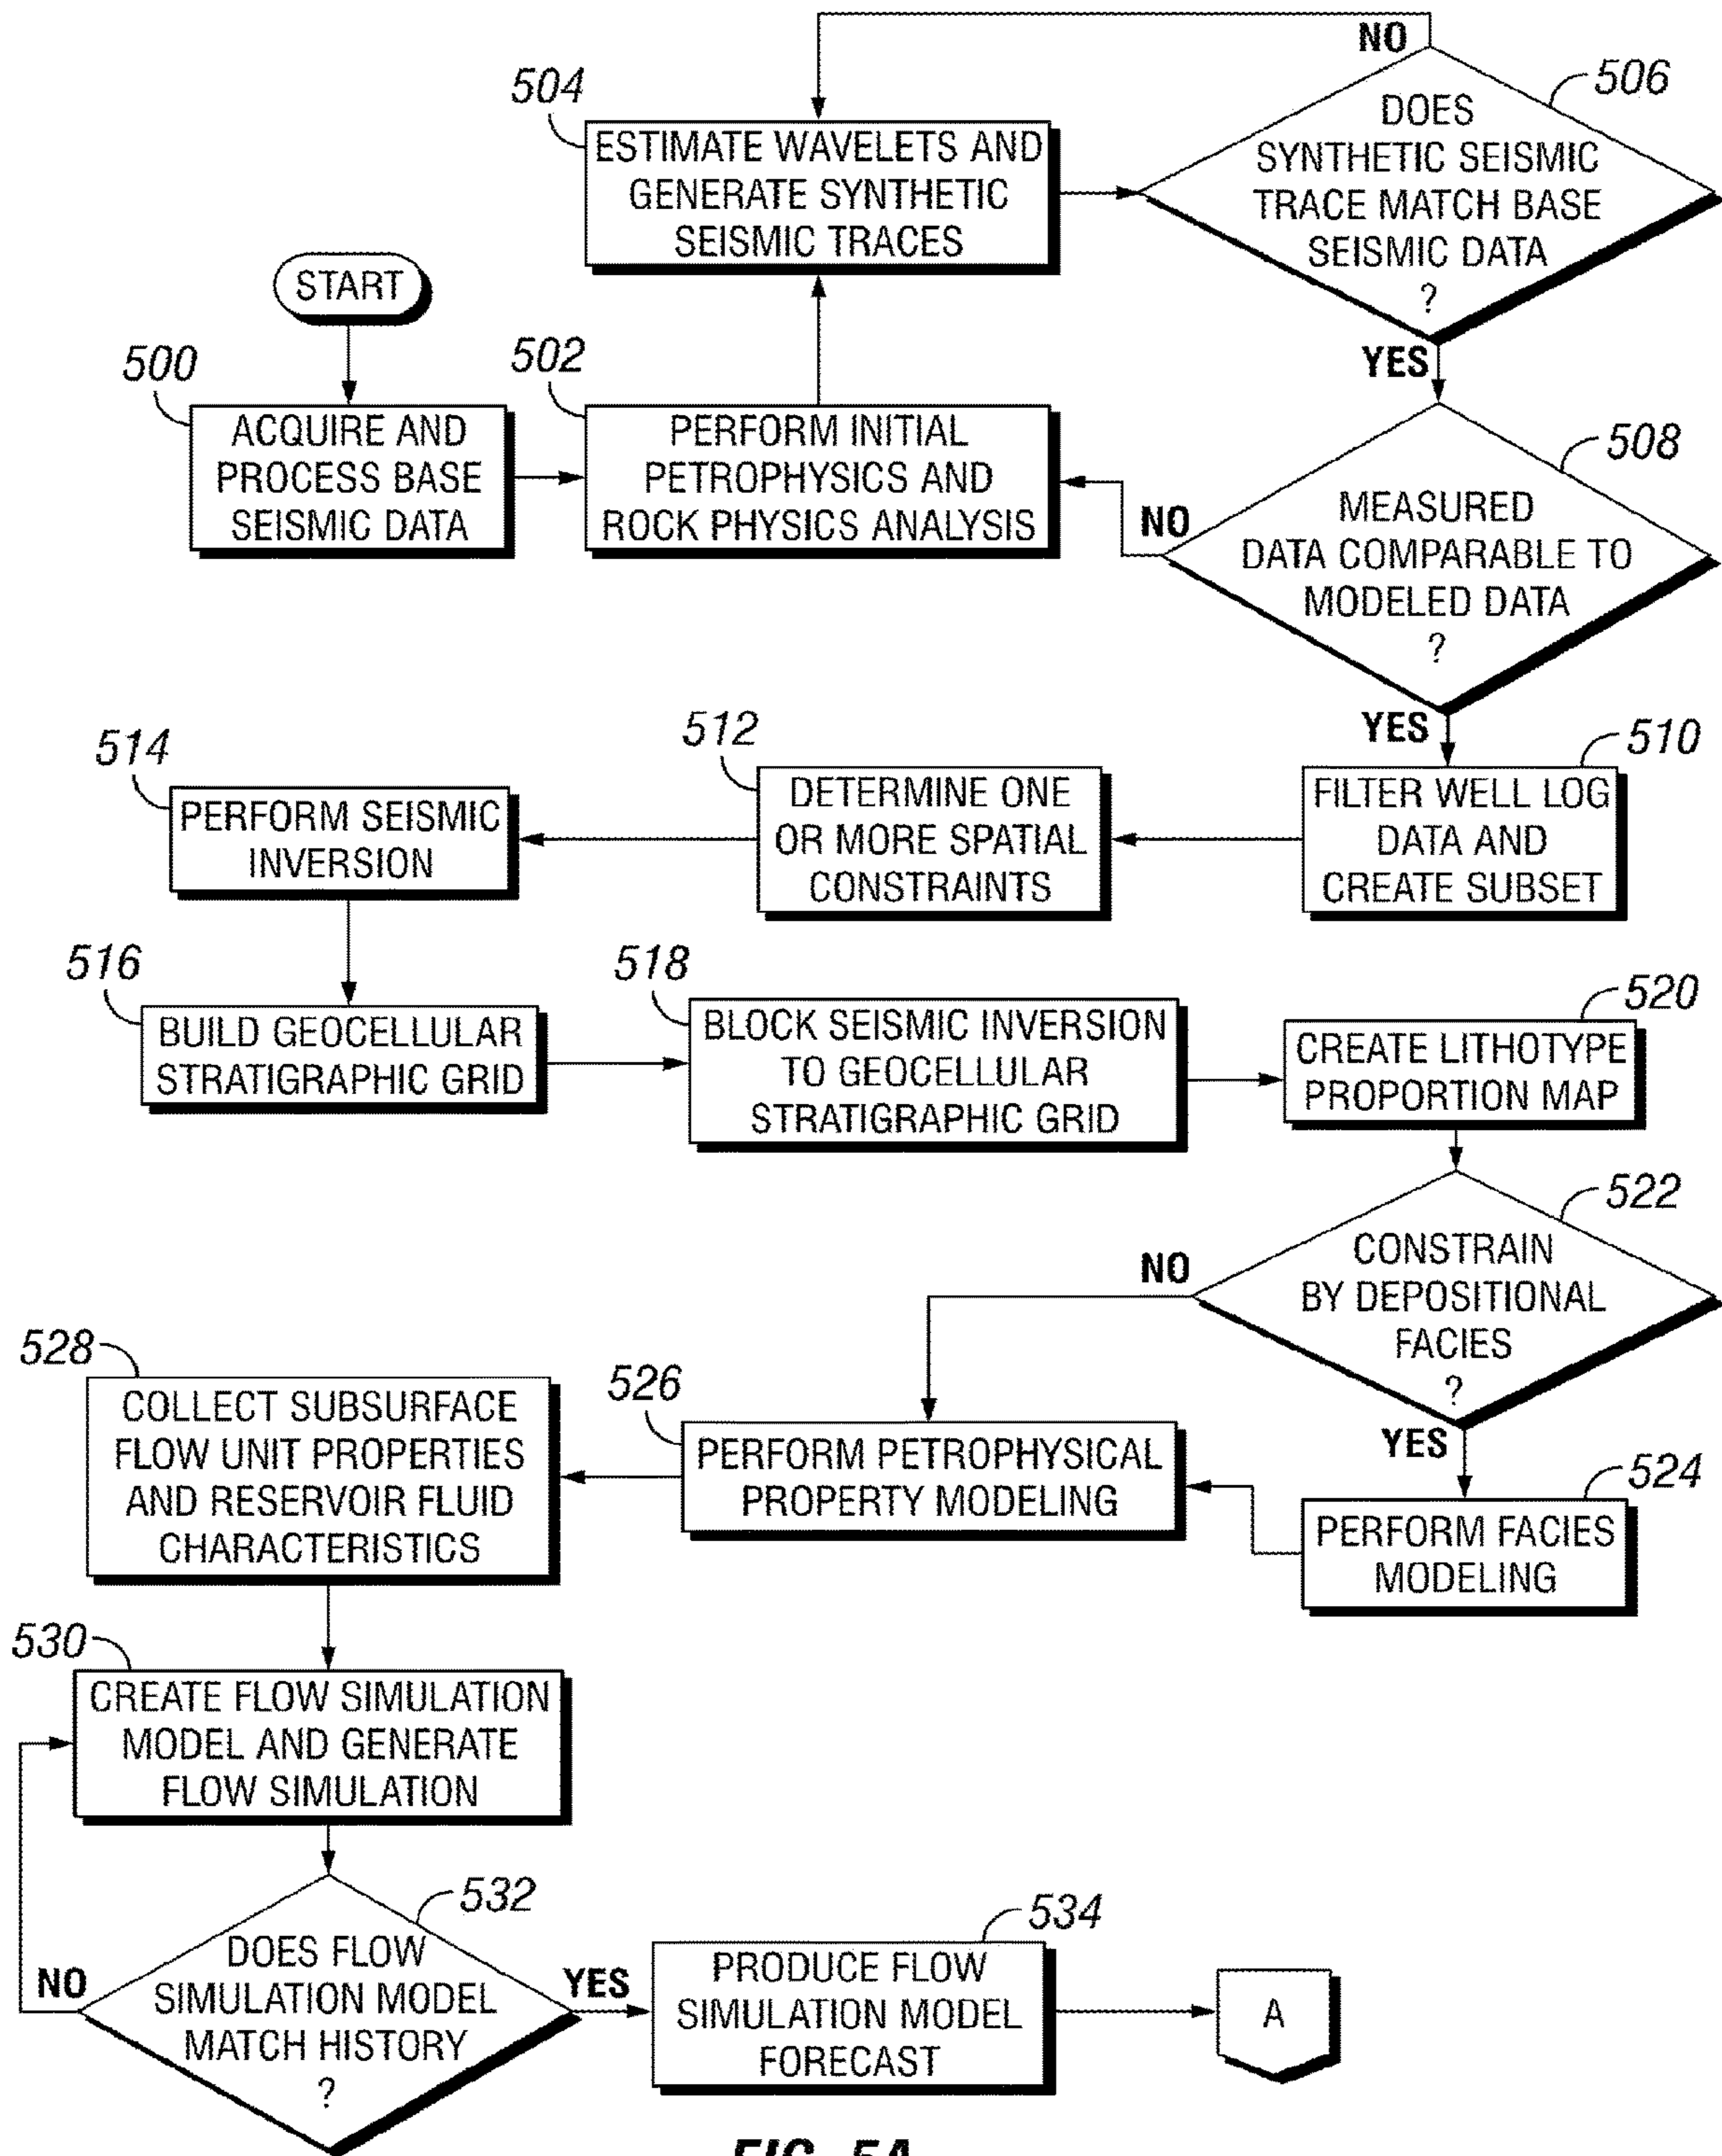 START
500
ACQUIRE AND
PROCESS BASE
SEISMIC DATA
502
PERFORM INITIAL
PETROPHYSICS AND
ROCK PHYSICS ANALYSIS
504
ESTIMATE WAVELETS AND
GENERATE SYNTHETIC
SEISMIC TRACES
506
DOES
SYNTHETIC SEISMIC
TRACE MATCH BASE
SEISMIC DATA
?
NO
YES
508
MEASURED
DATA COMPARABLE TO
MODELED DATA
?
NO
YES
510
FILTER WELL LOG
DATA AND
CREATE SUBSET
512
DETERMINE ONE
OR MORE SPATIAL
CONSTRAINTS
514
PERFORM SEISMIC
INVERSION
516
BUILD GEOCELLULAR
STRATIGRAPHIC GRID
518
BLOCK SEISMIC INVERSION
TO GEOCELLULAR
STRATIGRAPHIC GRID
520
CREATE LITHOTYPE
PROPORTION MAP
522
CONSTRAIN
BY DEPOSITIONAL
FACIES
?
NO
YES
524
PERFORM FACIES
MODELING
526
PERFORM PETROPHYSICAL
PROPERTY MODELING
528
COLLECT SUBSURFACE
FLOW UNIT PROPERTIES
AND RESERVOIR FLUID
CHARACTERISTICS
530
CREATE FLOW SIMULATION
MODEL AND GENERATE
FLOW SIMULATION
532
DOES FLOW
SIMULATION MODEL
MATCH HISTORY
?
NO
YES
534
PRODUCE FLOW
SIMULATION MODEL
FORECAST
A
FIG. 5A